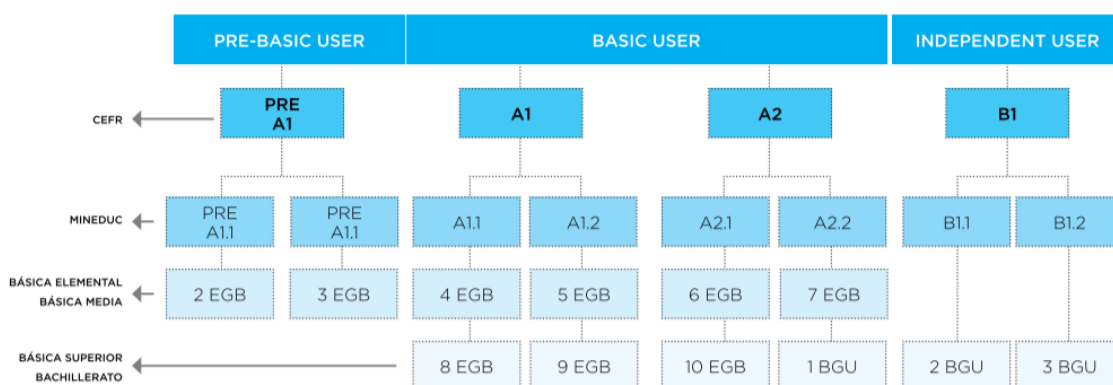 PRE-BASIC USER
BASIC USER
INDEPENDENT USER
CEFR
PRE
A1
A1
A2
B1
MINEDUC
PRE
A1.1
PRE
A1.1
A1.1
A1.2
A2.1
A2.2
B1.1
B1.2
BÁSICA ELEMENTAL
BÁSICA MEDIA
2 EGB
3 EGB
4 EGB
5 EGB
6 EGB
7 EGB
BÁSICA SUPERIOR
BACHILLERATO
8 EGB
9 EGB
10 EGB
1 BGU
2 BGU
3 BGU